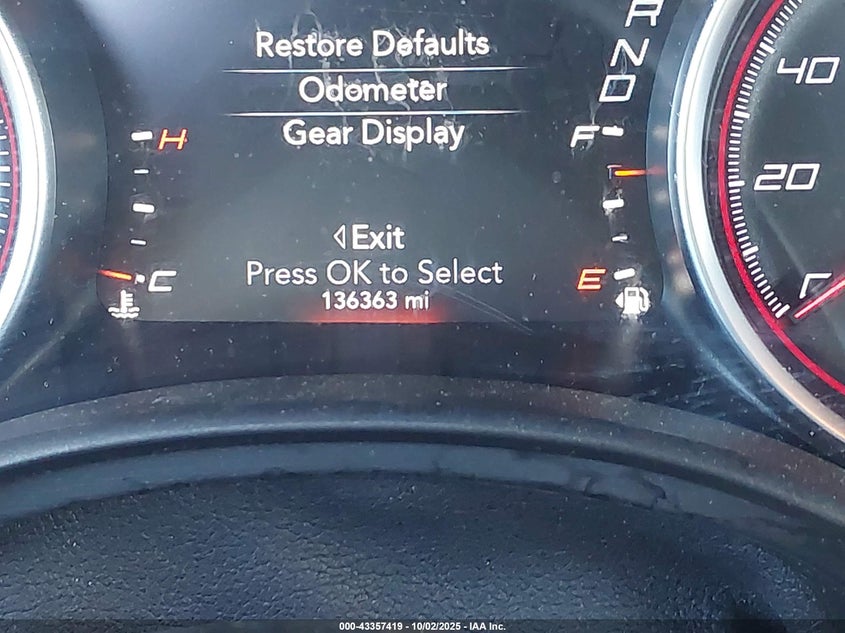 Restore Defaults
Odometer
Gear Display
◁Exit
Press OK to Select
136363 mi
H
C
R
N
D
F
E
40
20
000-43357419 - 10/02/2025 - IAA Inc.